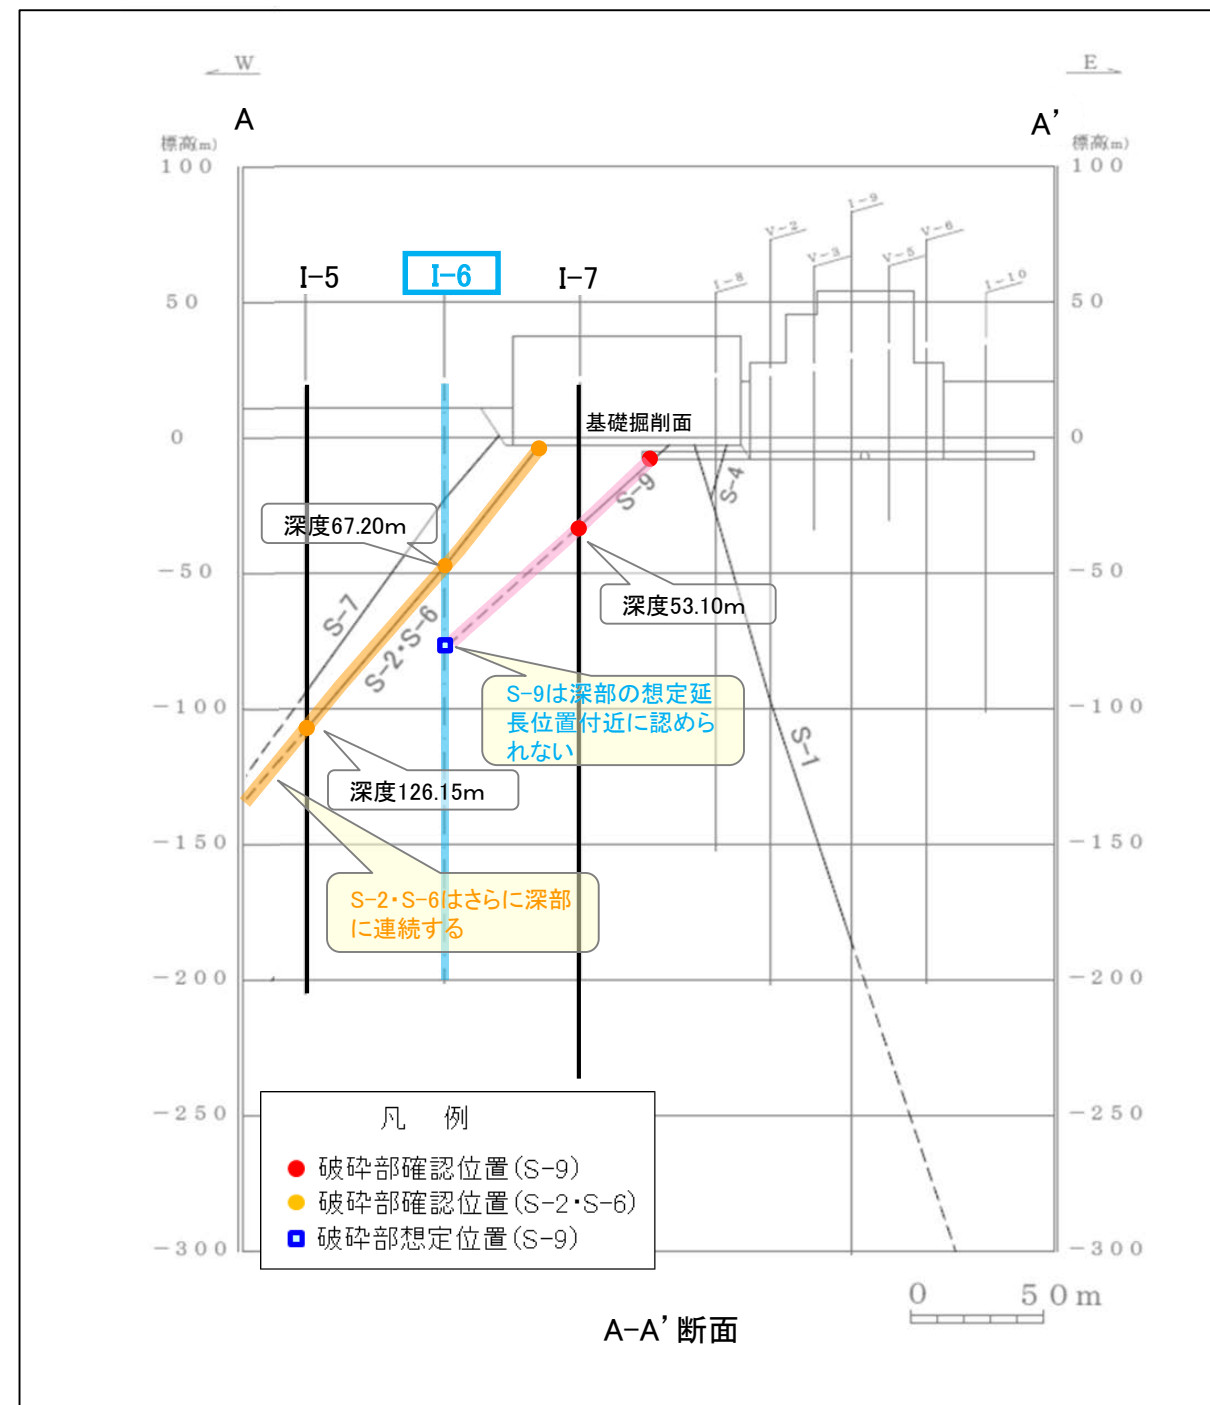 W
E
A
A’
標高(m)
標高(m)
100
100
I-9
V-2
V-6
V-3
V-5
I-5
I-6
I-7
I-8
I-10
50
50
基礎掘削面
0
0
S-9
S-4
深度67.20m
-50
-50
深度53.10m
S-7
S-2・S-6
S-9は深部の想定延
長位置付近に認めら
れない
-100
-100
S-1
深度126.15m
-150
-150
S-2・S-6はさらに深部
に連続する
-200
-200
-250
-250
凡 例
破砕部確認位置(S-9)
破砕部確認位置(S-2・S-6)
破砕部想定位置(S-9)
-300
-300
0 50m
A-A’断面